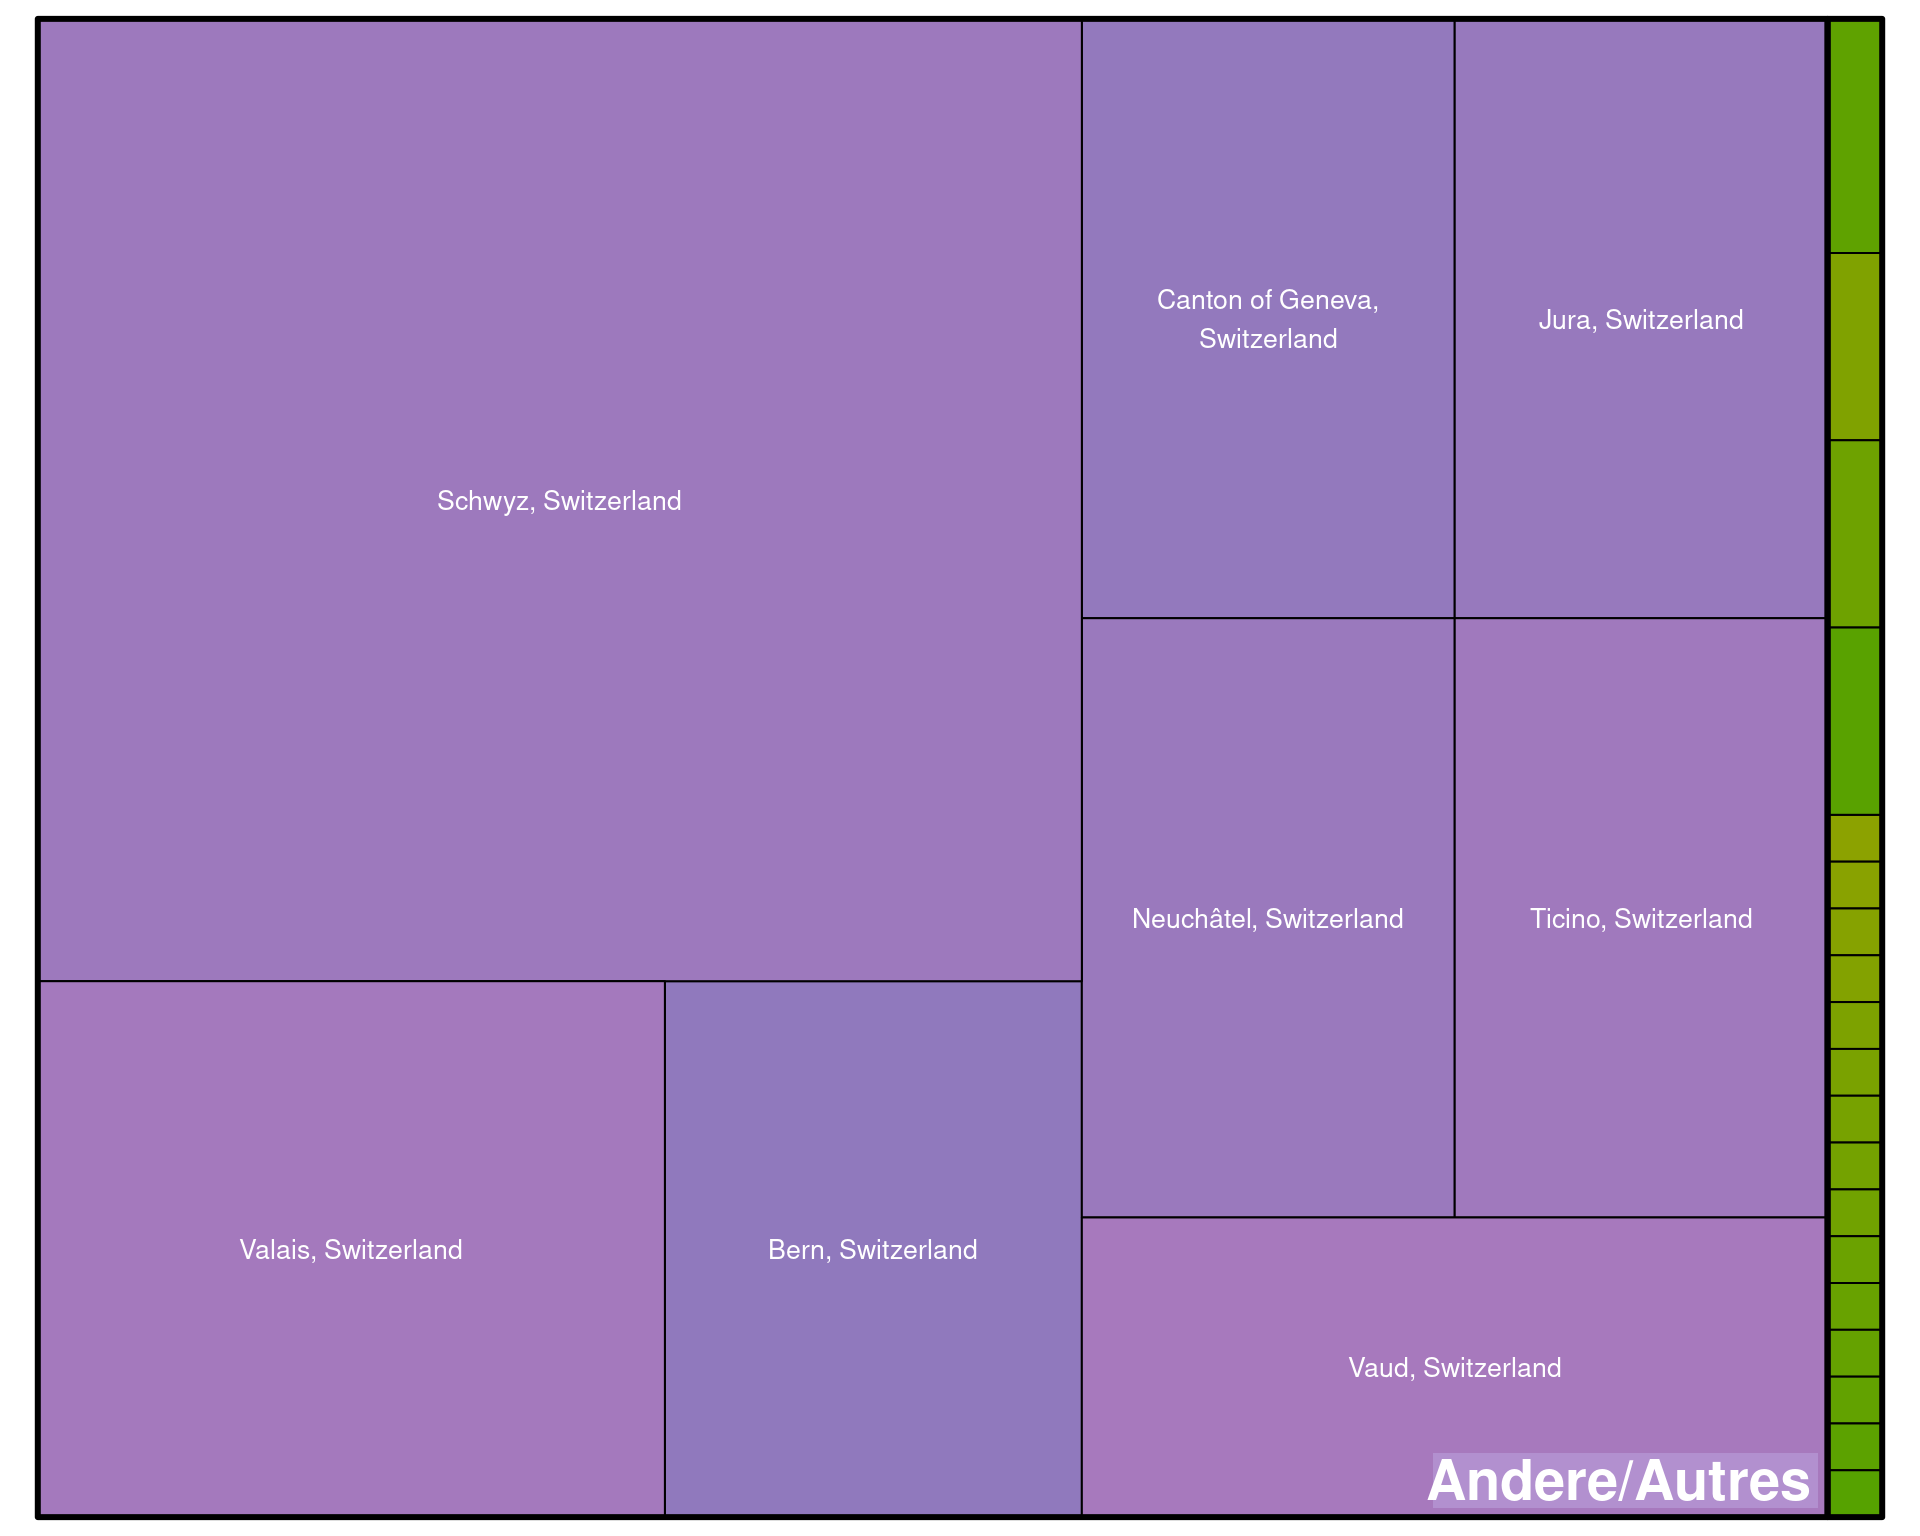 Schwyz, Switzerland
Canton of Geneva,
Switzerland
Jura, Switzerland
Neuchâtel, Switzerland
Ticino, Switzerland
Valais, Switzerland
Bern, Switzerland
Vaud, Switzerland
Andere/Autres